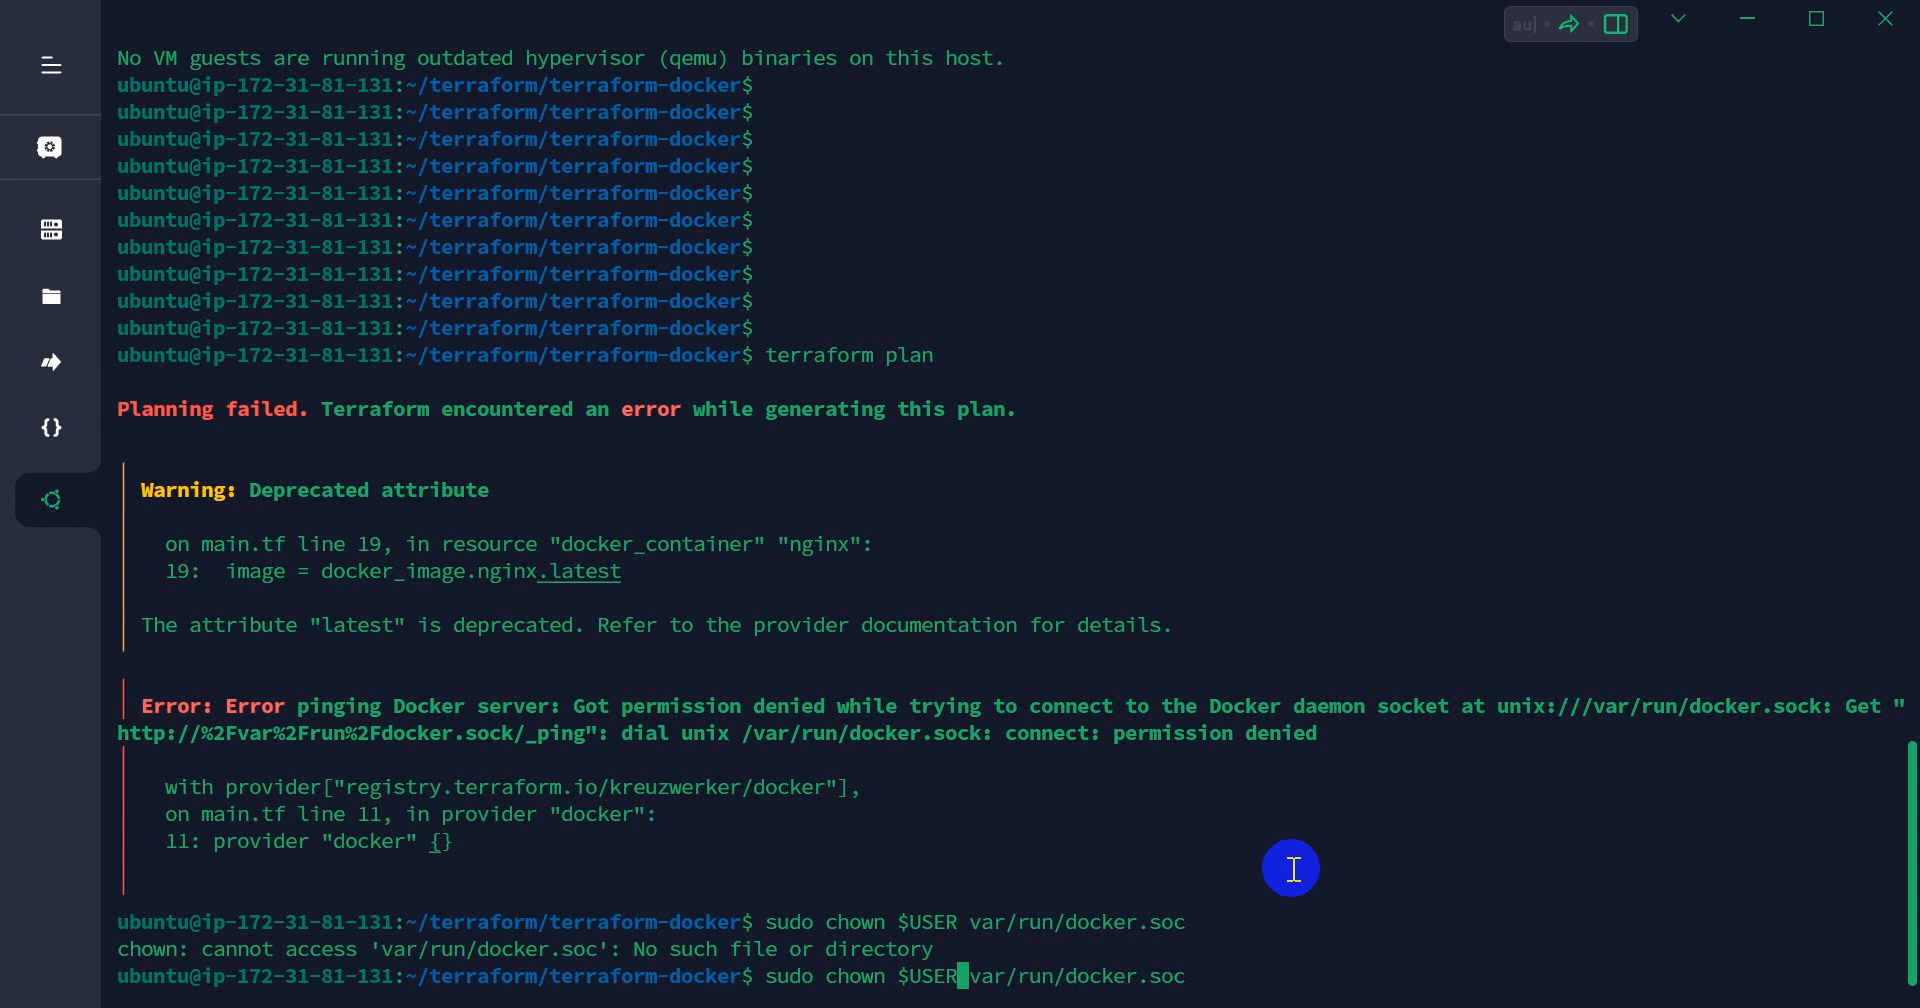 au|
No VM guests are running outdated hypervisor (qemu) binaries on this host.
ubuntu@ip-172-31-81-131:~/terraform/terraform-docker$
ubuntu@ip-172-31-81-131:~/terraform/terraform-docker$
ubuntu@ip-172-31-81-131:~/terraform/terraform-docker$
ubuntu@ip-172-31-81-131:~/terraform/terraform-docker$
ubuntu@ip-172-31-81-131:~/terraform/terraform-docker$
ubuntu@ip-172-31-81-131:~/terraform/terraform-docker$
ubuntu@ip-172-31-81-131:~/terraform/terraform-docker$
ubuntu@ip-172-31-81-131:~/terraform/terraform-docker$
ubuntu@ip-172-31-81-131:~/terraform/terraform-docker$
ubuntu@ip-172-31-81-131:~/terraform/terraform-docker$
ubuntu@ip-172-31-81-131:~/terraform/terraform-docker$ terraform plan
Planning failed. Terraform encountered an error while generating this plan.
Warning: Deprecated attribute
on main.tf line 19, in resource "docker_container" "nginx":
19:  image = docker_image.nginx.latest
The attribute "latest" is deprecated. Refer to the provider documentation for details.
Error: Error pinging Docker server: Got permission denied while trying to connect to the Docker daemon socket at unix:///var/run/docker.sock: Get "
http://%2Fvar%2Frun%2Fdocker.sock/_ping": dial unix /var/run/docker.sock: connect: permission denied
with provider["registry.terraform.io/kreuzwerker/docker"],
on main.tf line 11, in provider "docker":
11: provider "docker" {}
ubuntu@ip-172-31-81-131:~/terraform/terraform-docker$ sudo chown $USER var/run/docker.soc
chown: cannot access 'var/run/docker.soc': No such file or directory
ubuntu@ip-172-31-81-131:~/terraform/terraform-docker$ sudo chown $USER var/run/docker.soc